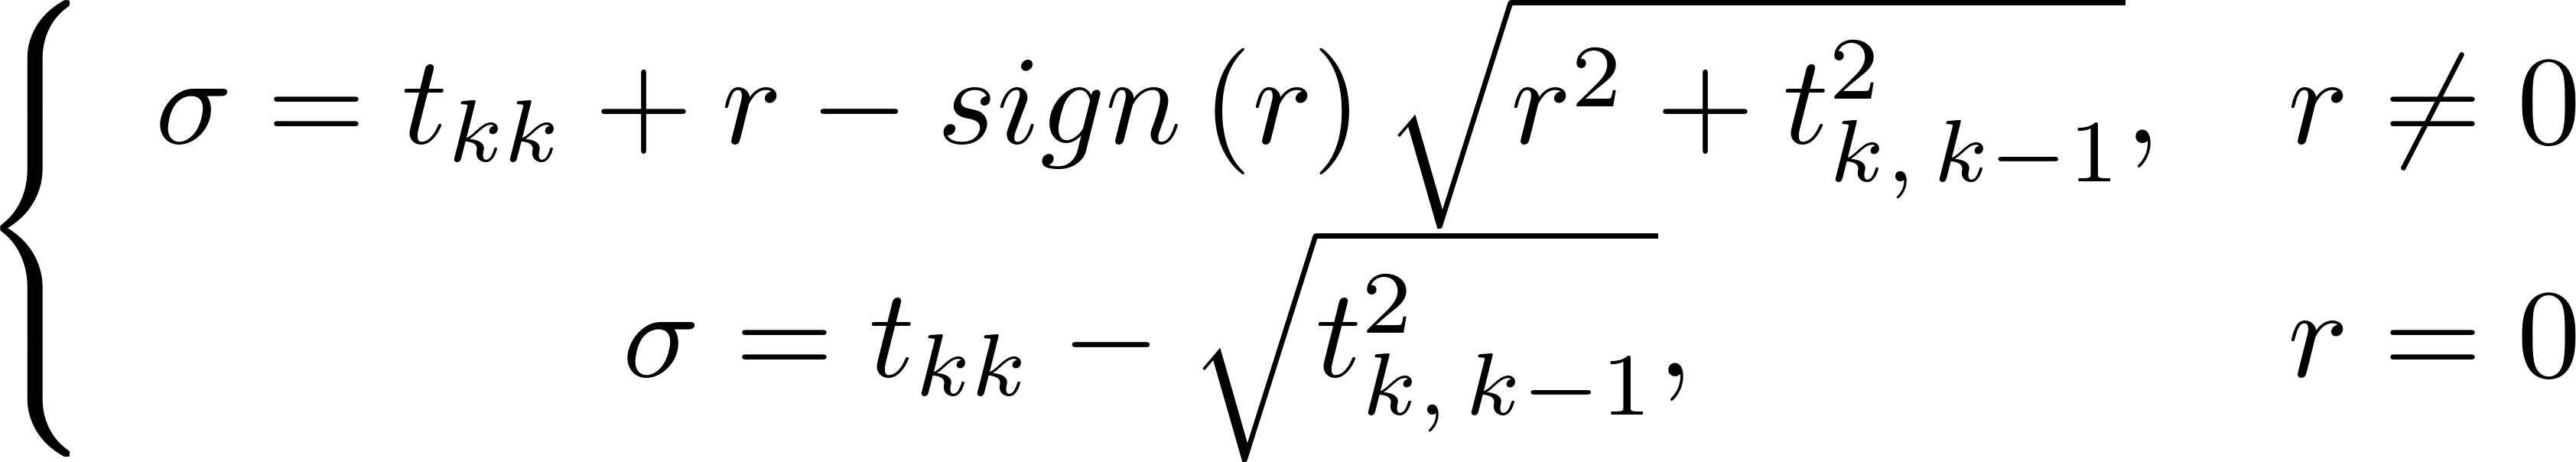 σ = t_{kk} + r − sign (r) √(r² + t²_{k, k−1}), r ≠ 0
σ = t_{kk} − √(t²_{k, k−1}), r = 0